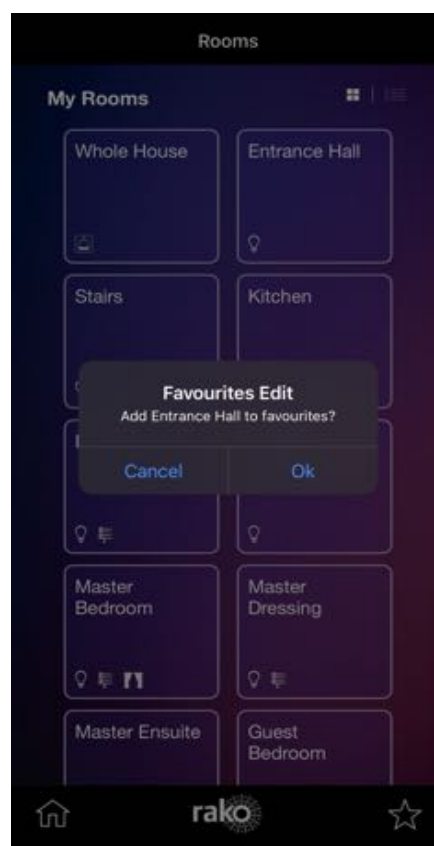 Rooms
My Rooms
Whole House
Entrance Hall
Stairs
Kitchen
Favourites Edit
Add Entrance Hall to favourites?
Cancel
Ok
Master
Bedroom
Master
Dressing
Master Ensuite
Guest
Bedroom
rako